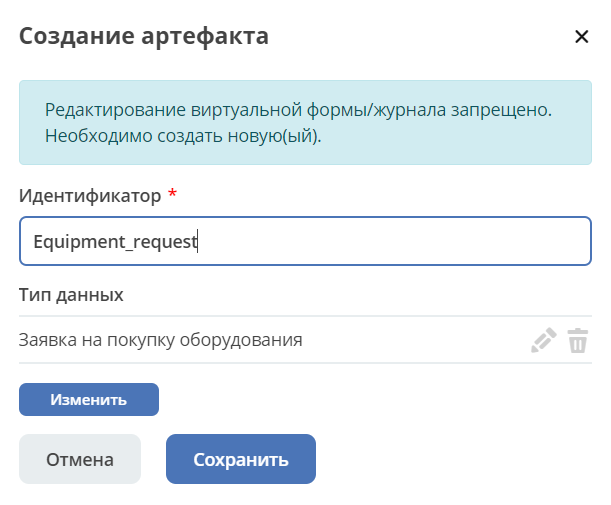 Создание артефакта
Редактирование виртуальной формы/журнала запрещено.
Необходимо создать новую(ый).
Идентификатор *
Equipment_request
Тип данных
Заявка на покупку оборудования
Изменить
Отмена
Сохранить